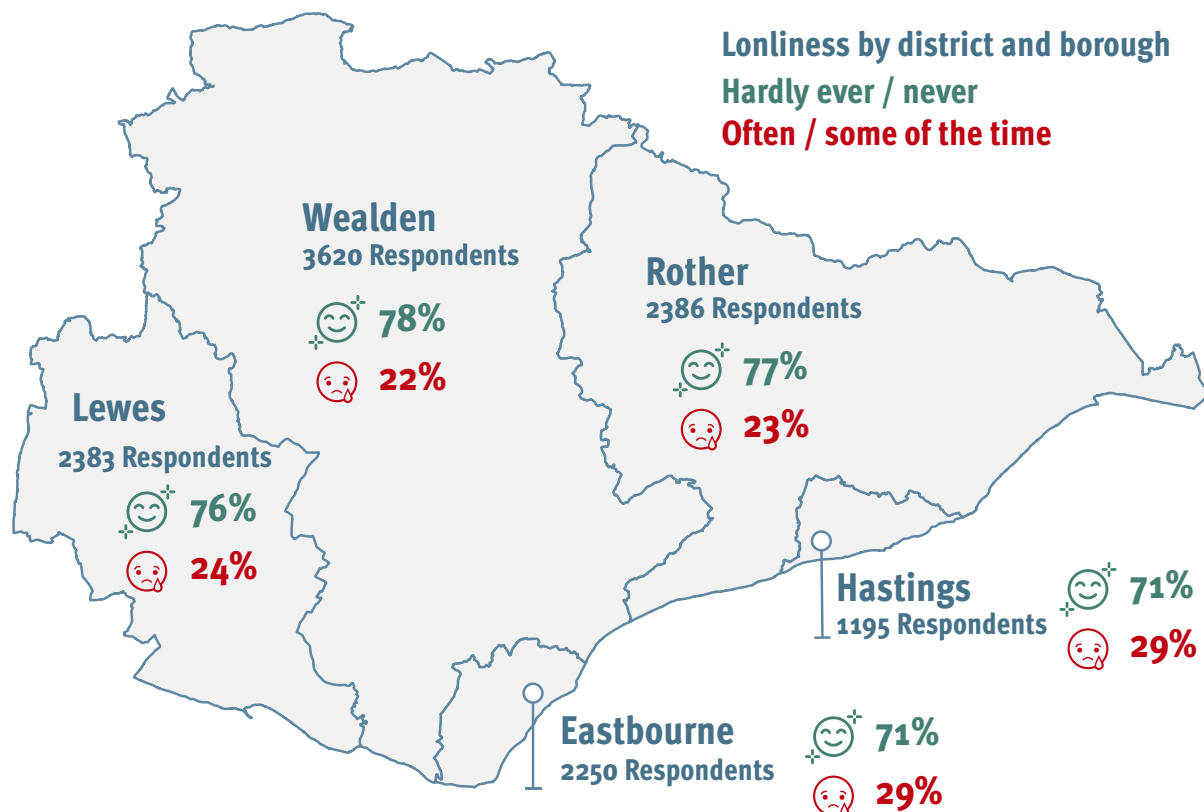 Lonliness by district and borough
Hardly ever / never
Often / some of the time
Wealden
3620 Respondents
78%
22%
Rother
2386 Respondents
77%
23%
Lewes
2383 Respondents
76%
24%
Hastings
1195 Respondents
71%
29%
Eastbourne
2250 Respondents
71%
29%